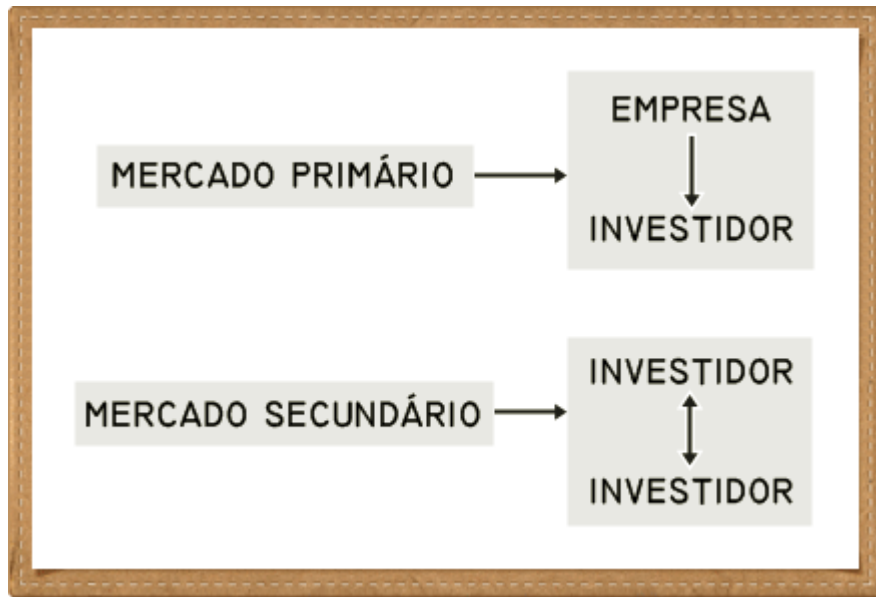 MERCADO PRIMÁRIO
EMPRESA
INVESTIDOR
MERCADO SECUNDÁRIO
INVESTIDOR
INVESTIDOR